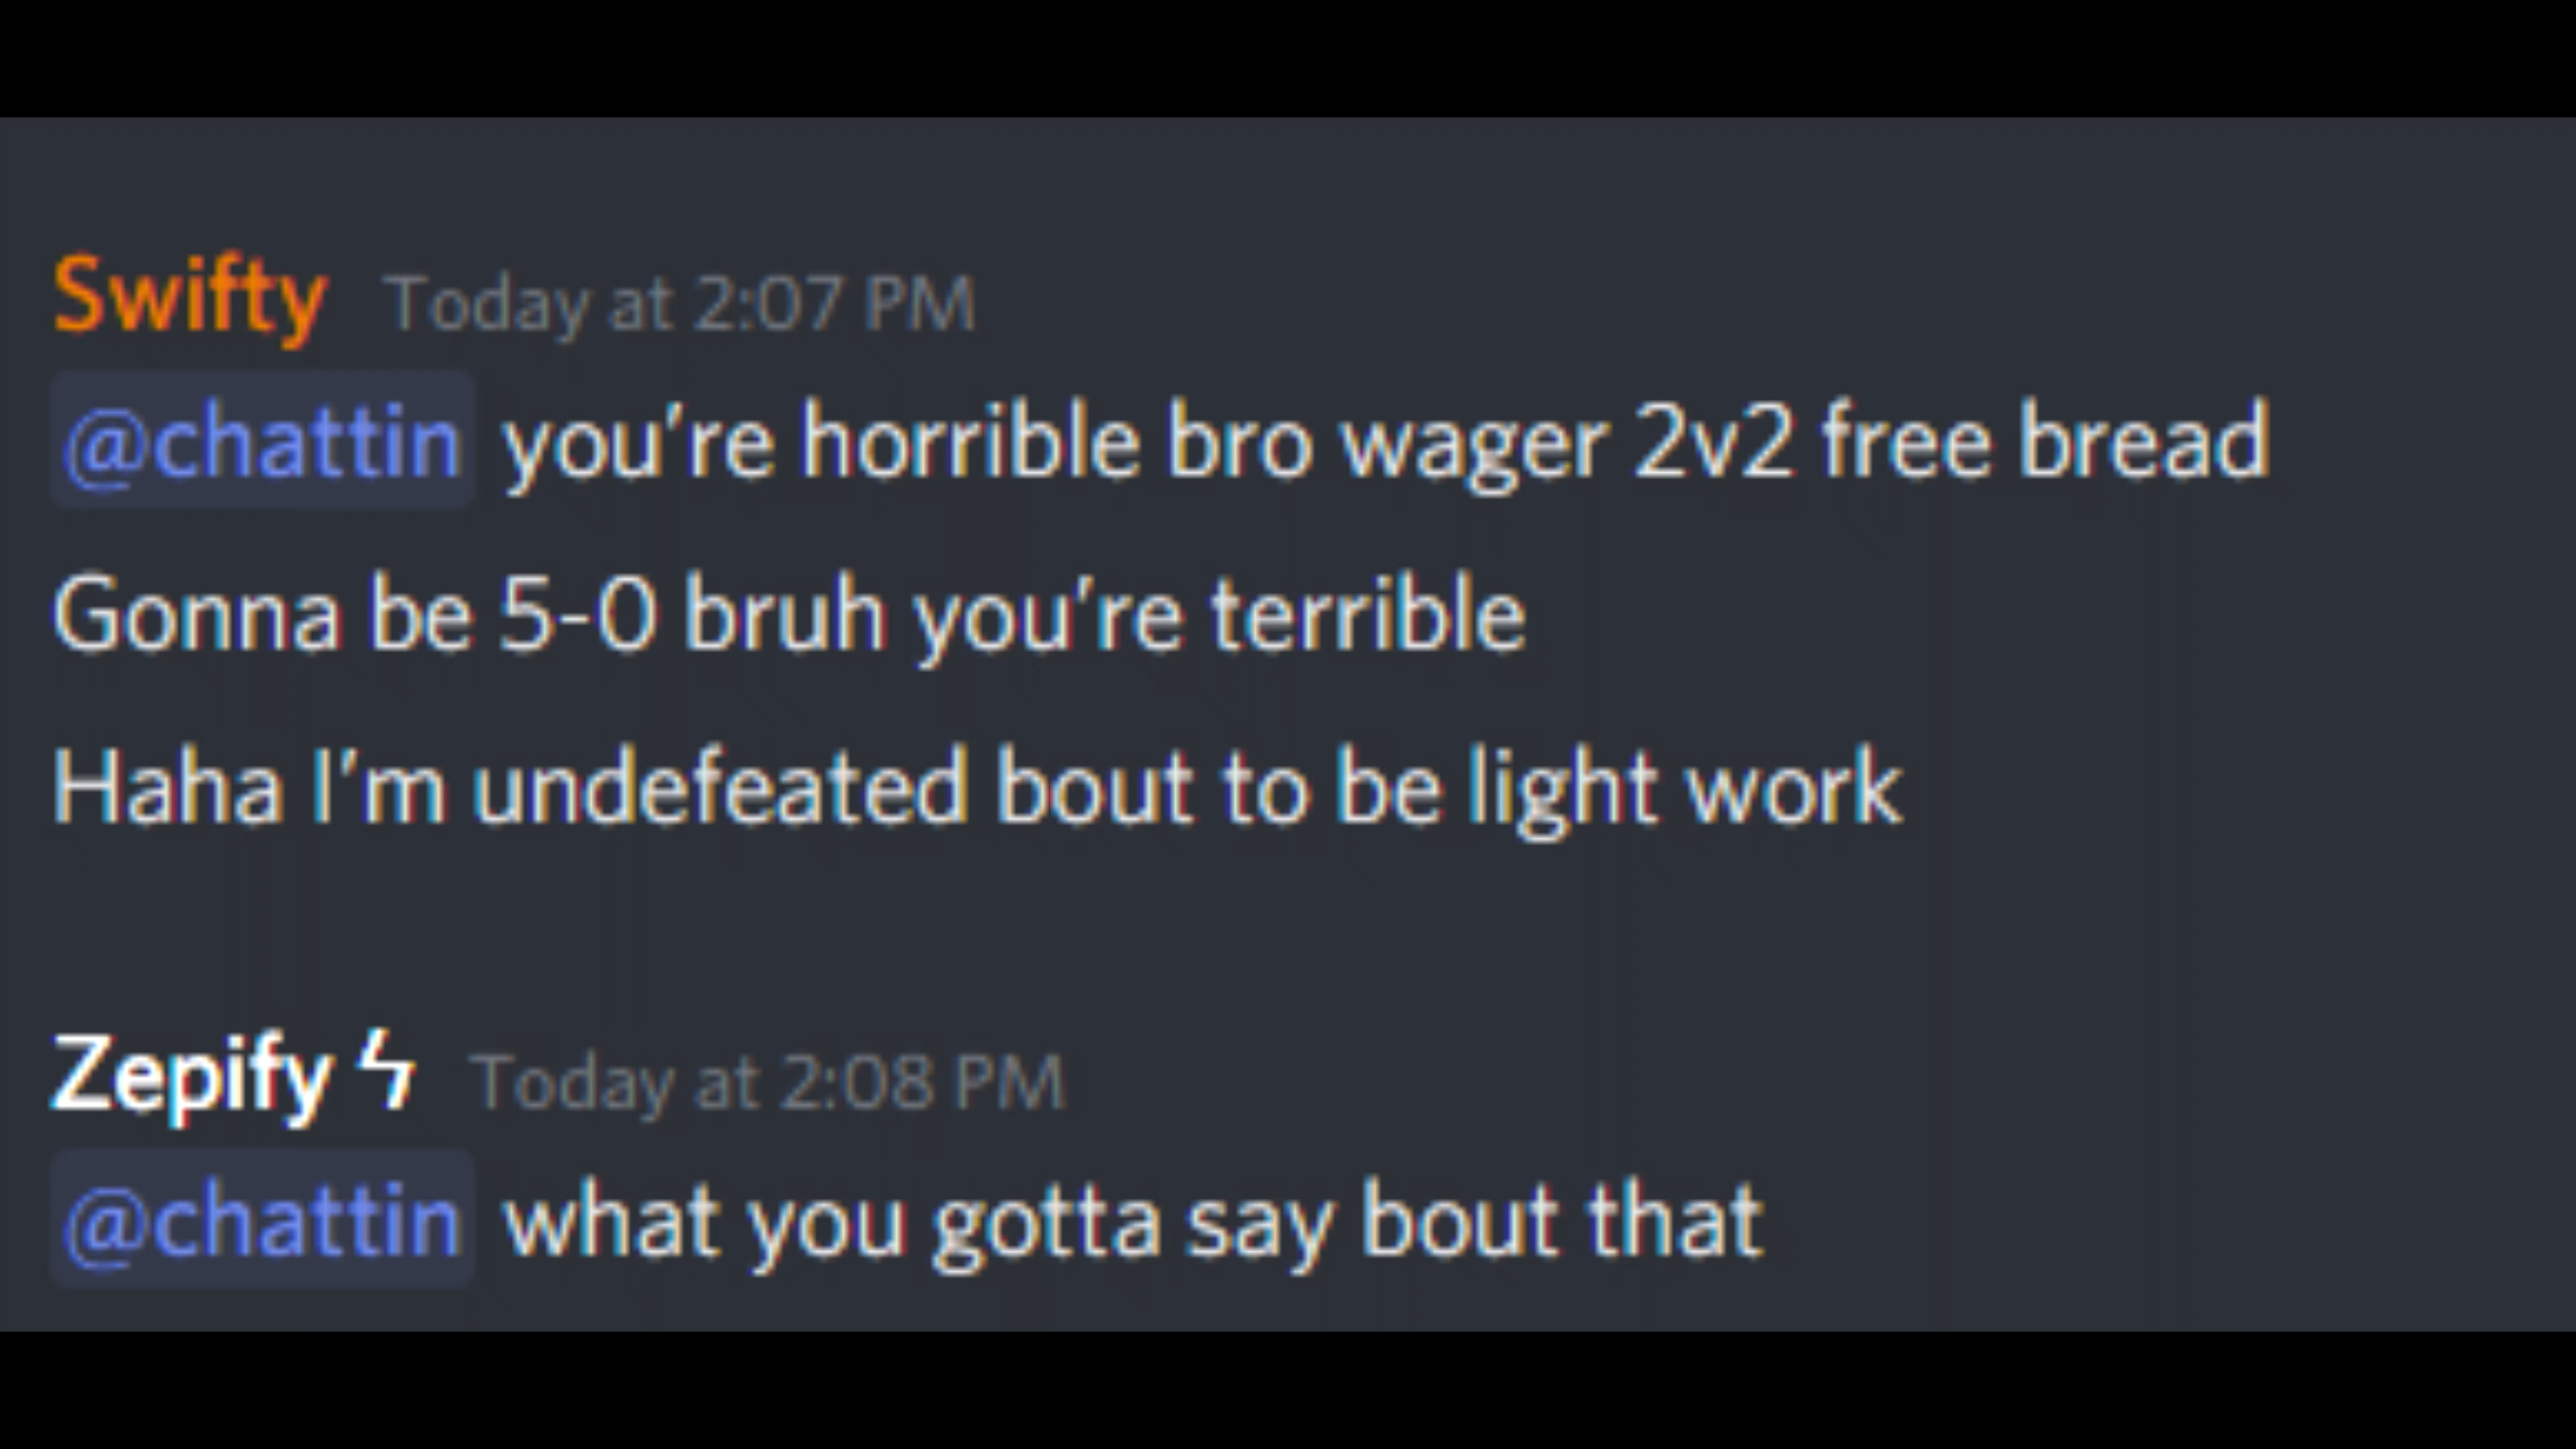 Swifty Today at 2:07 PM
@chattin you're horrible bro wager 2v2 free bread
Gonna be 5-0 bruh you're terrible
Haha I'm undefeated bout to be light work
Zepify ϟ Today at 2:08 PM
@chattin what you gotta say bout that